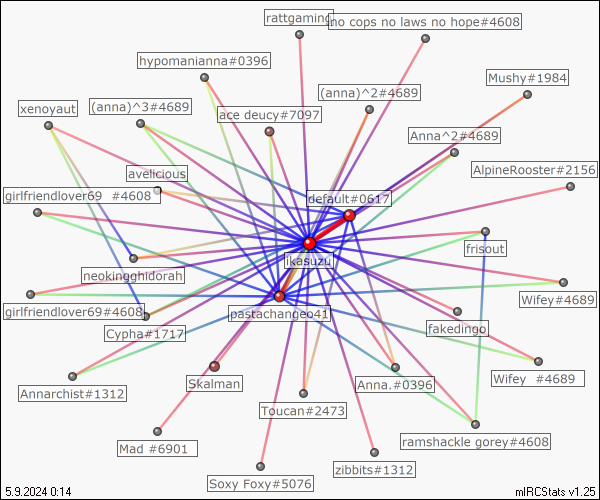 rattgaming
no cops no laws no hope#4608
hypomanianna#0396
Mushy#1984
(anna)^2#4689
xenoyaut
(anna)^3#4689
ace deucy#7097
Anna^2#4689
AlpineRooster#2156
avelicious
girlfriendlover69 #4608
default#0617
frisout
likesuzu
neokingghidorah
Wifey#4689
girlfriendlover69#4608
pastachangeo41
fakedingo
Cypha#1717
Wifey #4689
Skalman
Anna.#0396
Annarchist#1312
Toucan#2473
ramshackle gorey#4608
Mad #6901
zibbits#1312
Soxy Foxy#5076
5.9.2024 0:14
mIRCStats v1.25